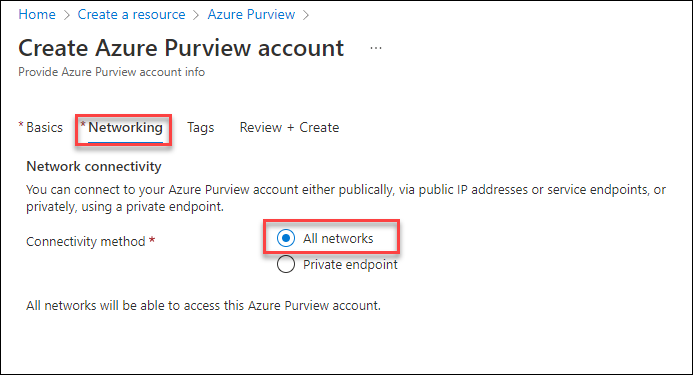 Home > Create a resource > Azure Purview >
Create Azure Purview account ...
Provide Azure Purview account info
* Basics * Networking Tags Review + Create
Network connectivity
You can connect to your Azure Purview account either publically, via public IP addresses or service endpoints, or
privately, using a private endpoint.
Connectivity method * All networks
Private endpoint
All networks will be able to access this Azure Purview account.